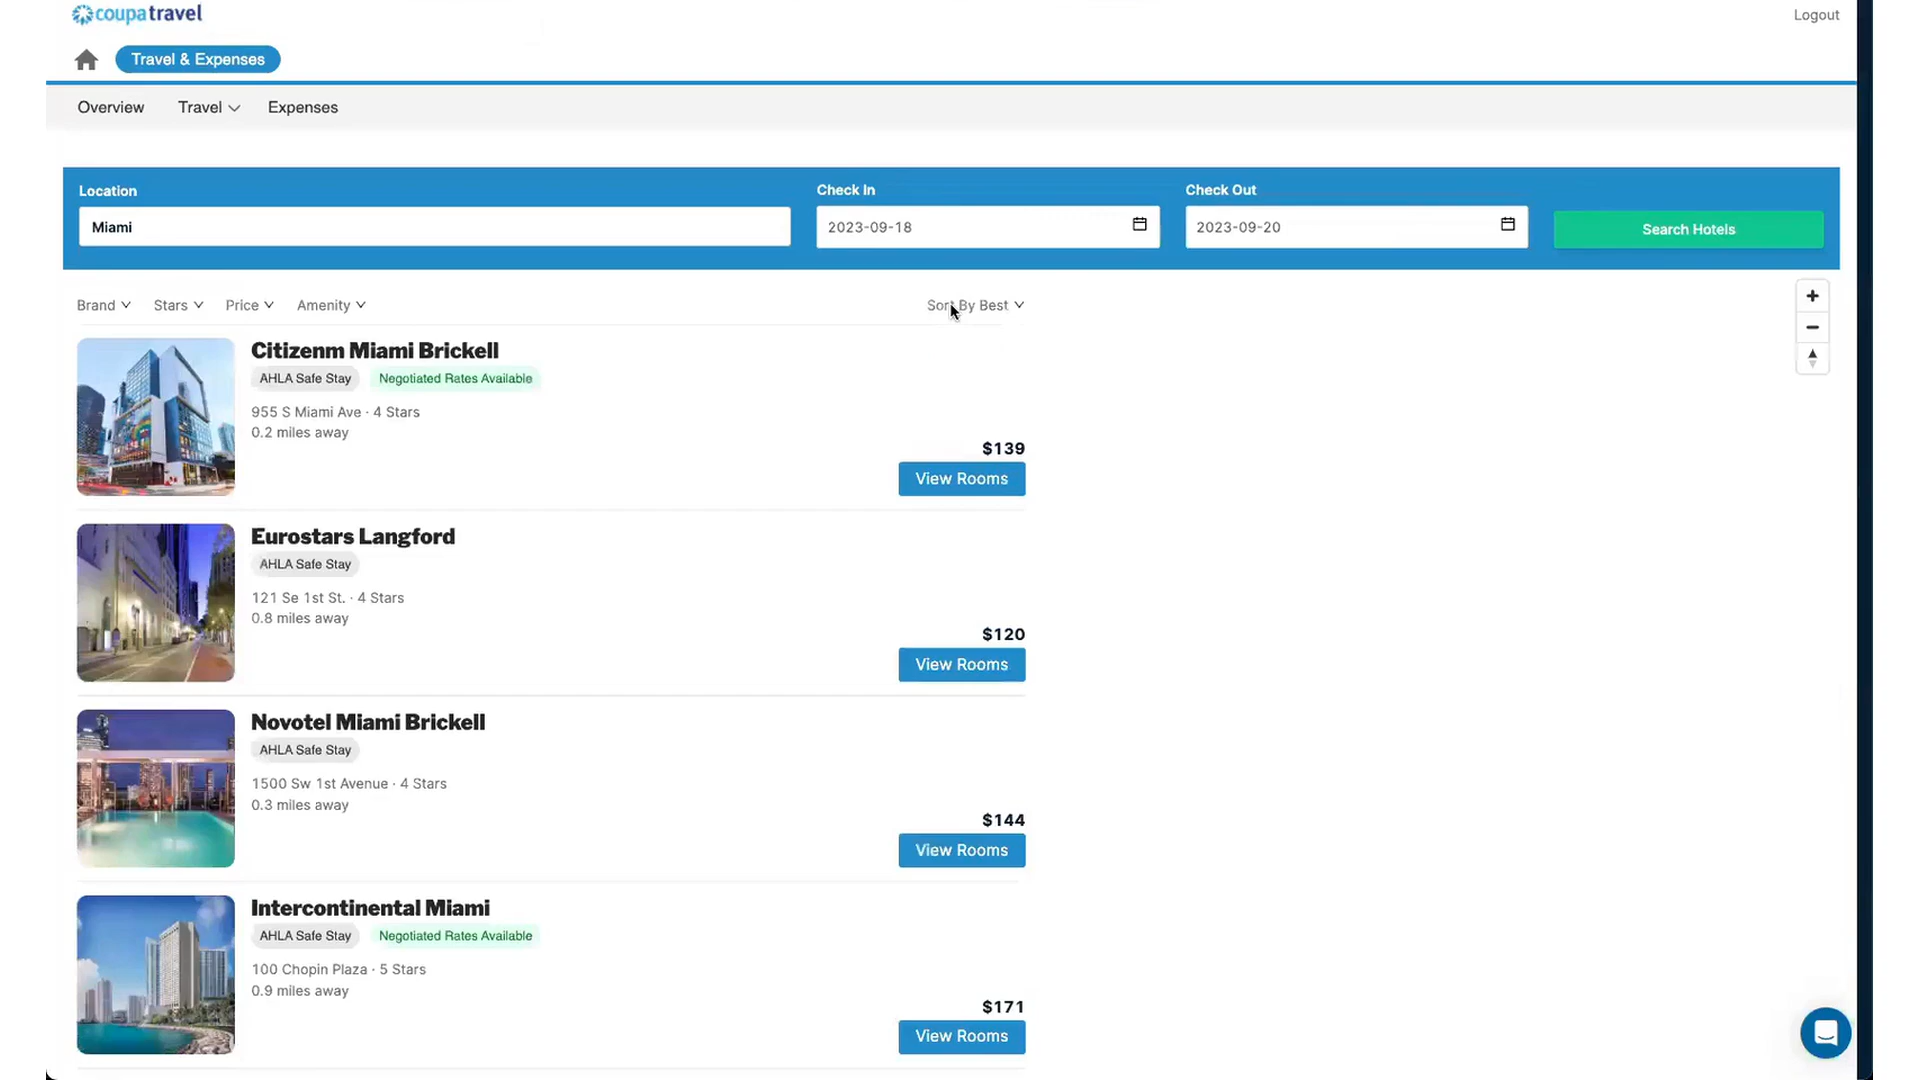 coupatravel
Logout
Travel & Expenses
Overview Travel Expenses
Location Check In Check Out
Miami 2023-09-18 2023-09-20 Search Hotels
Brand Stars Price Amenity Sort By Best
Citizenm Miami Brickell
AHLA Safe Stay Negotiated Rates Available
955 S Miami Ave · 4 Stars
0.2 miles away
$139
View Rooms
Eurostars Langford
AHLA Safe Stay
121 Se 1st St. · 4 Stars
0.8 miles away
$120
View Rooms
Novotel Miami Brickell
AHLA Safe Stay
1500 Sw 1st Avenue · 4 Stars
0.3 miles away
$144
View Rooms
Intercontinental Miami
AHLA Safe Stay Negotiated Rates Available
100 Chopin Plaza · 5 Stars
0.9 miles away
$171
View Rooms